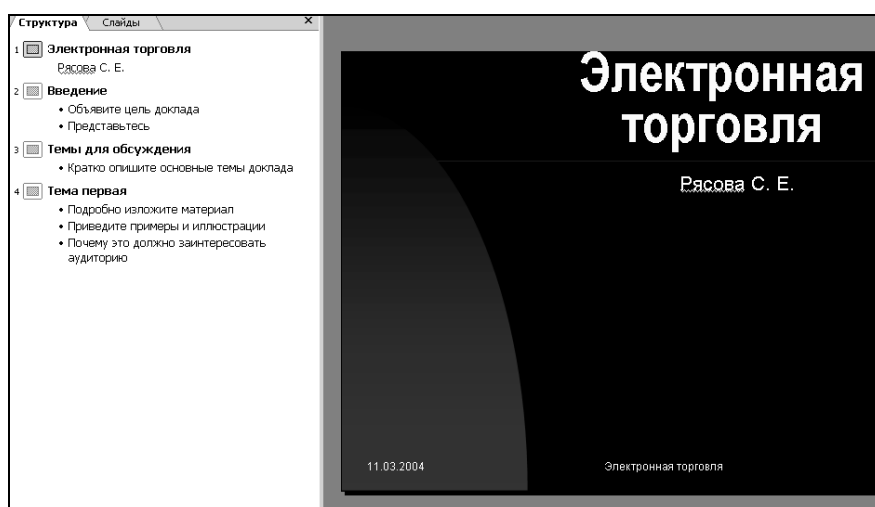 Структура
Слайды
×
1 Электронная торговля
Рясова С. Е.
2 Введение
• Объявите цель доклада
• Представьтесь
3 Темы для обсуждения
• Кратко опишите основные темы доклада
4 Тема первая
• Подробно изложите материал
• Приведите примеры и иллюстрации
• Почему это должно заинтересовать
аудиторию
Электронная
торговля
Рясова С. Е.
11.03.2004
Электронная торговля